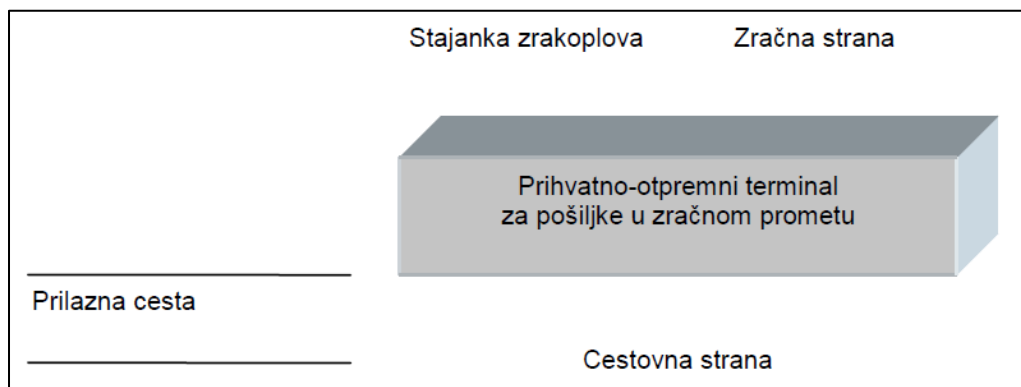 Stajanka zrakoplova
Zračna strana
Prihvatno-otpremni terminal
za pošiljke u zračnom prometu
Prilazna cesta
Cestovna strana